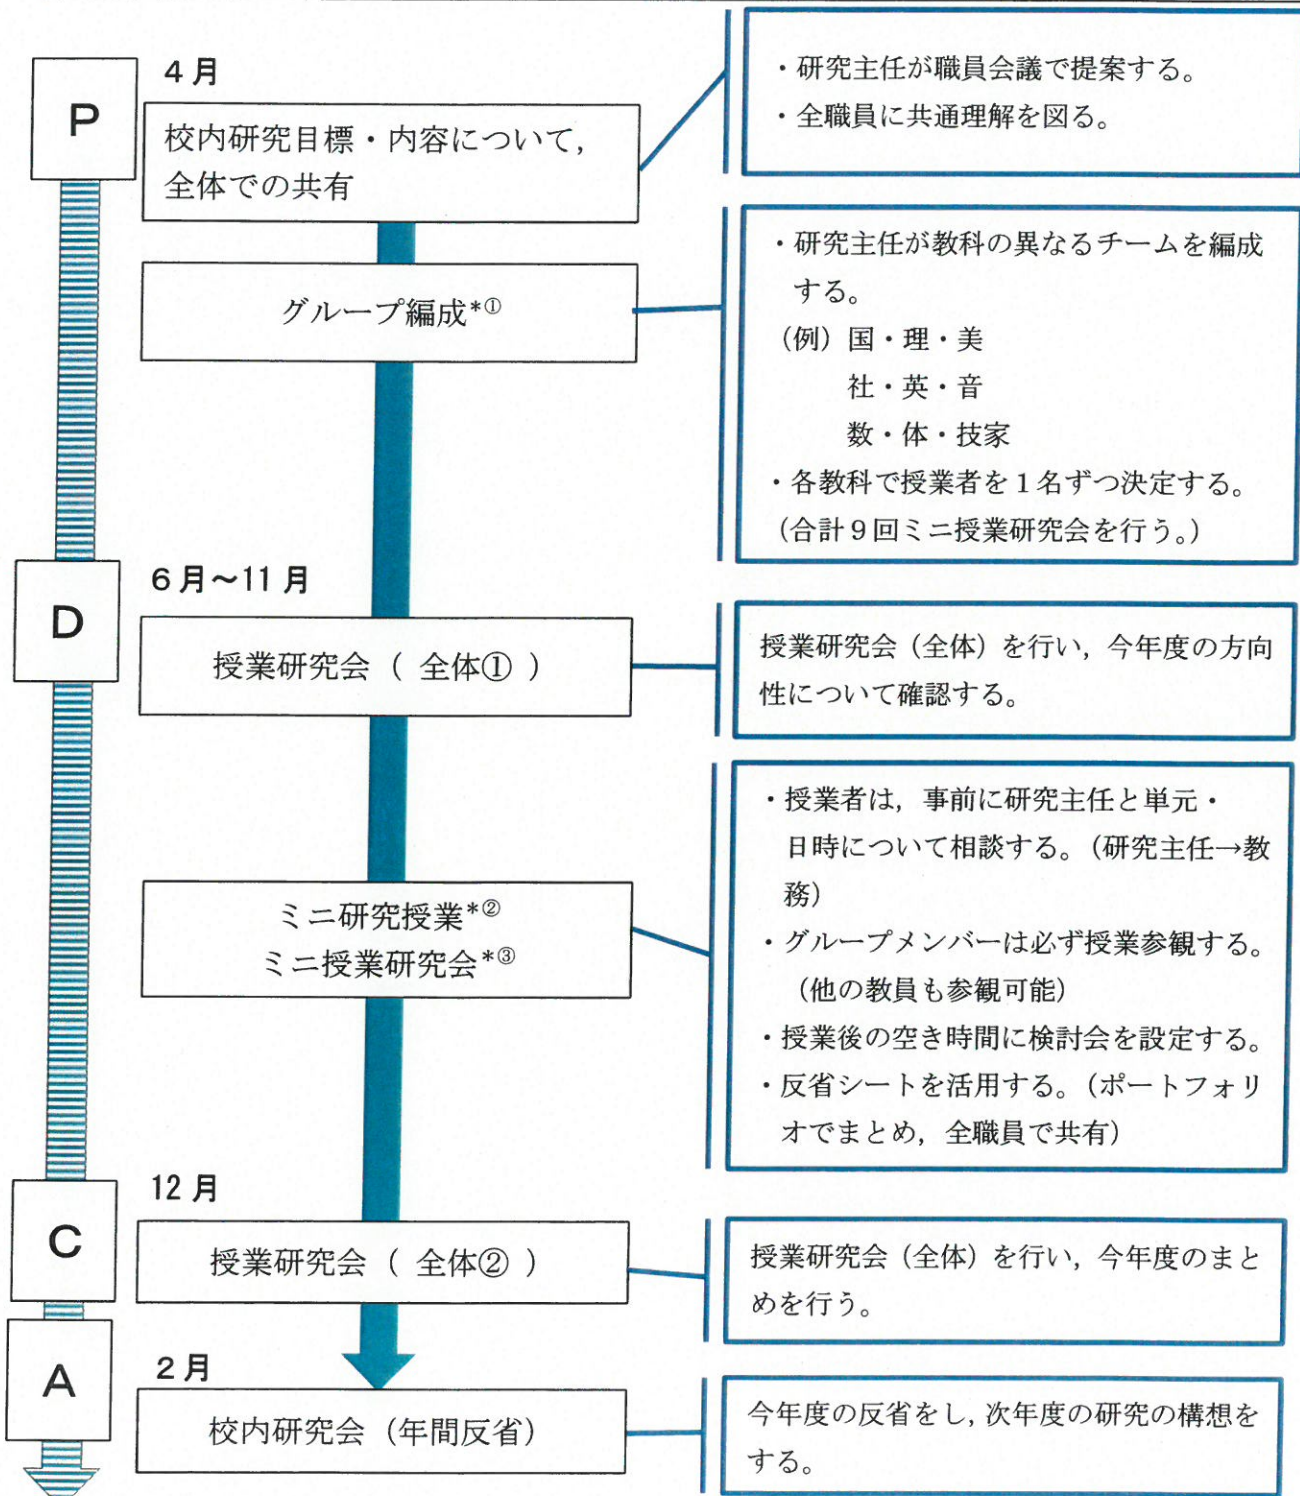 P
4月
校内研究目標・内容について，
全体での共有
・研究主任が職員会議で提案する。
・全職員に共通理解を図る。
グループ編成*①
・研究主任が教科の異なるチームを編成
する。
（例）国・理・美
社・英・音
数・体・技家
・各教科で授業者を１名ずつ決定する。
（合計９回ミニ授業研究会を行う。）
D
6月～11月
授業研究会（ 全体① ）
授業研究会（全体）を行い，今年度の方向
性について確認する。
ミニ研究授業*②
ミニ授業研究会*③
・授業者は，事前に研究主任と単元・
日時について相談する。（研究主任→教
務）
・グループメンバーは必ず授業参観する。
（他の教員も参観可能）
・授業後の空き時間に検討会を設定する。
・反省シートを活用する。（ポートフォリ
オでまとめ，全職員で共有）
C
12月
授業研究会（ 全体② ）
授業研究会（全体）を行い，今年度のまと
めを行う。
A
2月
校内研究会（年間反省）
今年度の反省をし，次年度の研究の構想を
する。